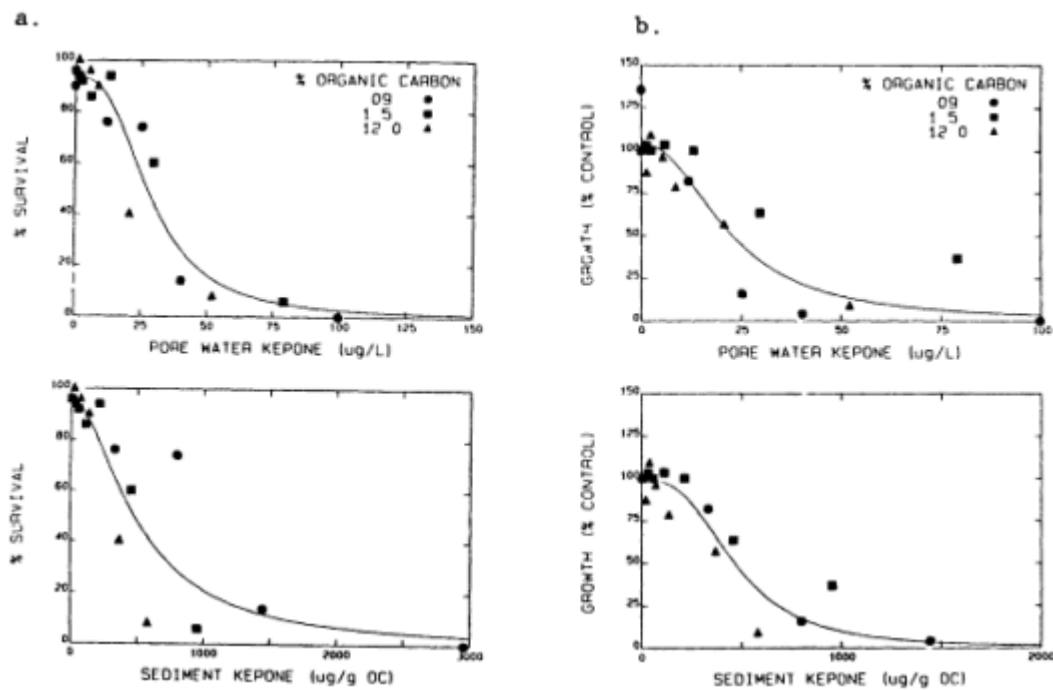 a.
100
80
60
40
20
0
% SURVIVAL
% ORGANIC CARBON
09
1 5
12 0
0 25 50 75 100 125 150
PORE WATER KEPONE (ug/L)
b.
150
125
100
75
50
25
0
GROWTH (% CONTROL)
% ORGANIC CARBON
09
1 5
12 0
0 25 50 75 100
PORE WATER KEPONE (ug/L)
100
80
60
40
20
0
% SURVIVAL
0 1000 2000
SEDIMENT KEPONE (ug/g OC)
150
125
100
75
50
25
0
GROWTH (% CONTROL)
0 500 1000 1500 2000
SEDIMENT KEPONE (ug/g OC)